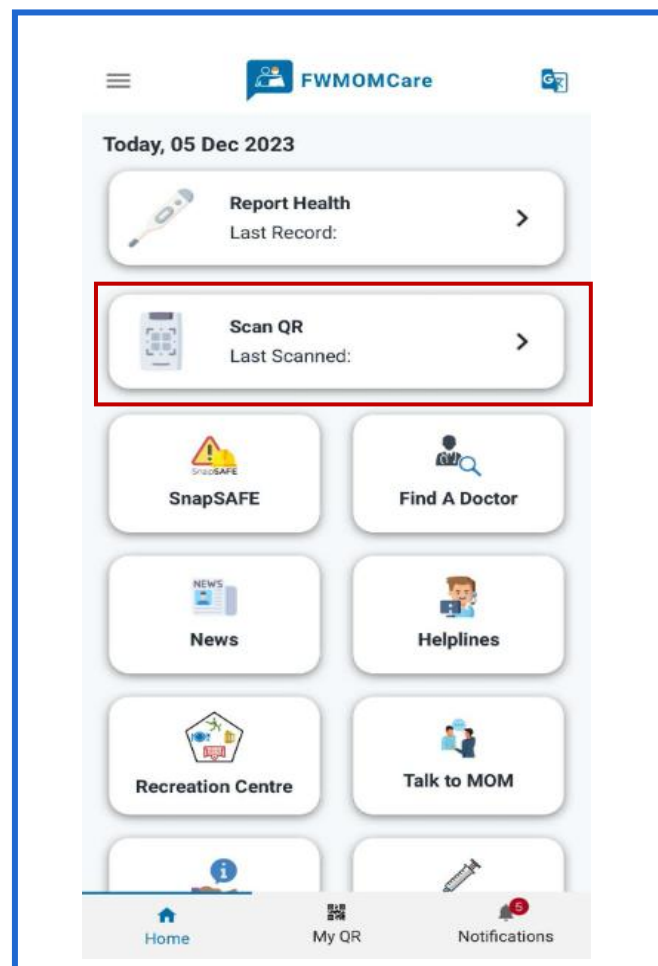 FWMOMCare
Today, 05 Dec 2023
Report Health
Last Record:
Scan QR
Last Scanned:
SnapSAFE
SnapSAFE
Find A Doctor
NEWS
News
Helplines
Recreation Centre
Talk to MOM
5
Home
My QR
Notifications